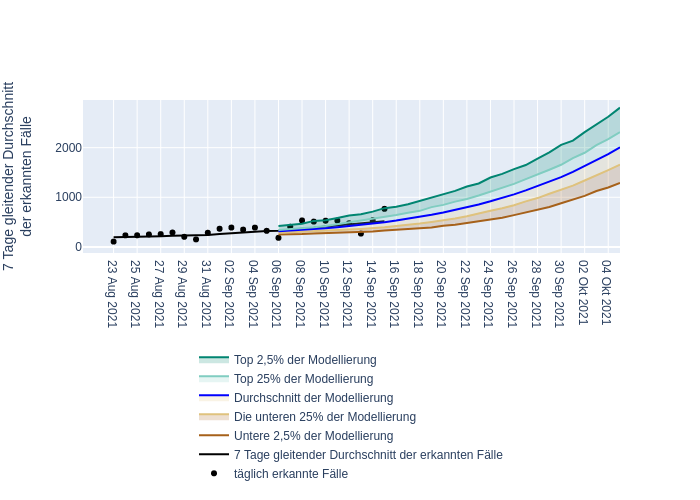 7 Tage gleitender Durchschnitt
der erkannten Fälle
2000
1000
0
23 Aug 2021
25 Aug 2021
27 Aug 2021
29 Aug 2021
31 Aug 2021
02 Sep 2021
04 Sep 2021
06 Sep 2021
08 Sep 2021
10 Sep 2021
12 Sep 2021
14 Sep 2021
16 Sep 2021
18 Sep 2021
20 Sep 2021
22 Sep 2021
24 Sep 2021
26 Sep 2021
28 Sep 2021
30 Sep 2021
02 Okt 2021
04 Okt 2021
Top 2,5% der Modellierung
Top 25% der Modellierung
Durchschnitt der Modellierung
Die unteren 25% der Modellierung
Untere 2,5% der Modellierung
7 Tage gleitender Durchschnitt der erkannten Fälle
täglich erkannte Fälle